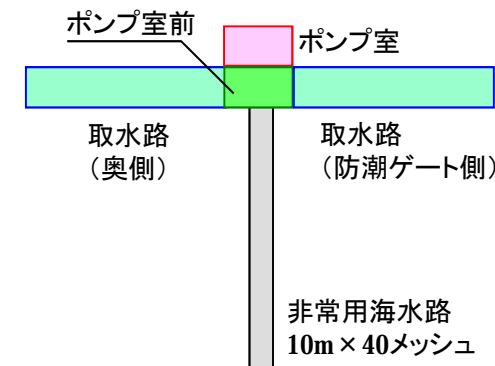 ポンプ室前
ポンプ室
取水路
（奥側）
取水路
（防潮ゲート側）
非常用海水路
10m×40メッシュ